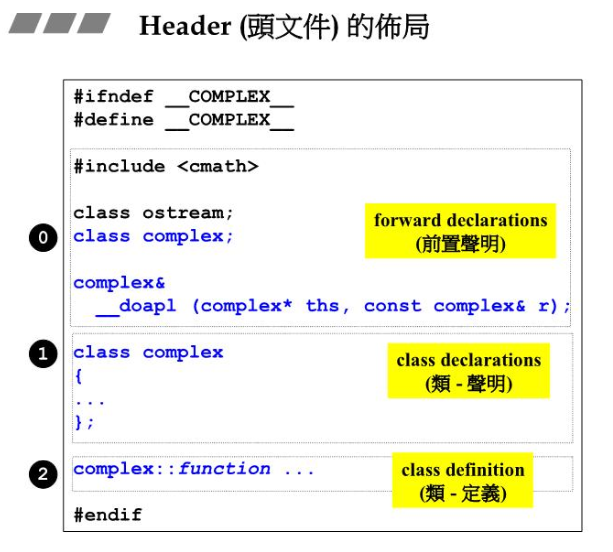 Header (頭文件) 的佈局
#ifndef __COMPLEX__
#define __COMPLEX__
#include <cmath>
class ostream;
class complex;
forward declarations
(前置聲明)
0
complex&
__doapl (complex* ths, const complex& r);
1
class complex
{
...
};
class declarations
(類 - 聲明)
2
complex::function ...
class definition
(類 - 定義)
#endif